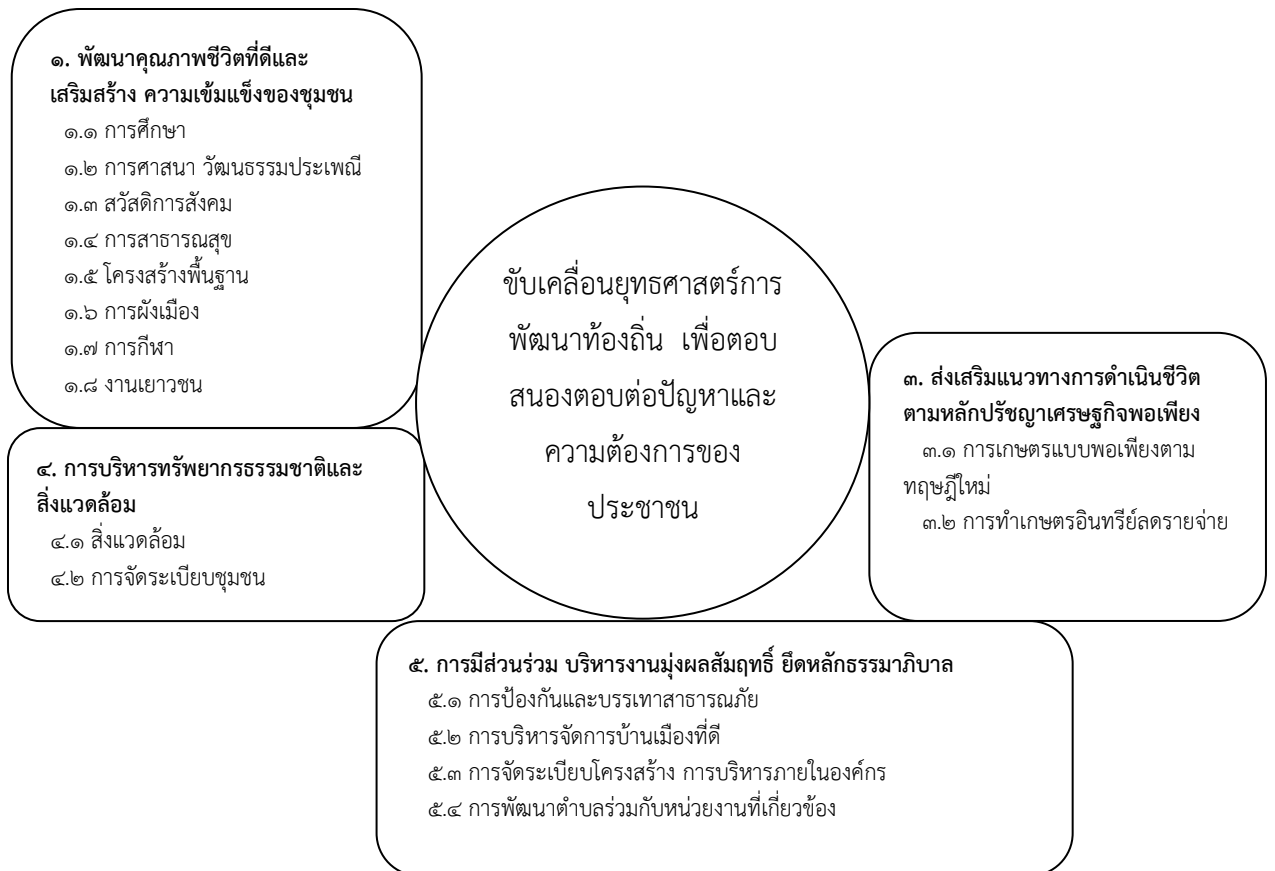 ๑. พัฒนาคุณภาพชีวิตที่ดีและ
เสริมสร้าง ความเข้มแข็งของชุมชน
๑.๑ การศึกษา
๑.๒ การศาสนา วัฒนธรรมประเพณี
๑.๓ สวัสดิการสังคม
๑.๔ การสาธารณสุข
๑.๕ โครงสร้างพื้นฐาน
๑.๖ การผังเมือง
๑.๗ การกีฬา
๑.๘ งานเยาวชน
ขับเคลื่อนยุทธศาสตร์การ
พัฒนาท้องถิ่น เพื่อตอบ
สนองตอบต่อปัญหาและ
ความต้องการของ
ประชาชน
๓. ส่งเสริมแนวทางการดำเนินชีวิต
ตามหลักปรัชญาเศรษฐกิจพอเพียง
๓.๑ การเกษตรแบบพอเพียงตาม
ทฤษฎีใหม่
๓.๒ การทำเกษตรอินทรีย์ลดรายจ่าย
๔. การบริหารทรัพยากรธรรมชาติและ
สิ่งแวดล้อม
๔.๑ สิ่งแวดล้อม
๔.๒ การจัดระเบียบชุมชน
๕. การมีส่วนร่วม บริหารงานมุ่งผลสัมฤทธิ์ ยึดหลักธรรมาภิบาล
๕.๑ การป้องกันและบรรเทาสาธารณภัย
๕.๒ การบริหารจัดการบ้านเมืองที่ดี
๕.๓ การจัดระเบียบโครงสร้าง การบริหารภายในองค์กร
๕.๔ การพัฒนาตำบลร่วมกับหน่วยงานที่เกี่ยวข้อง